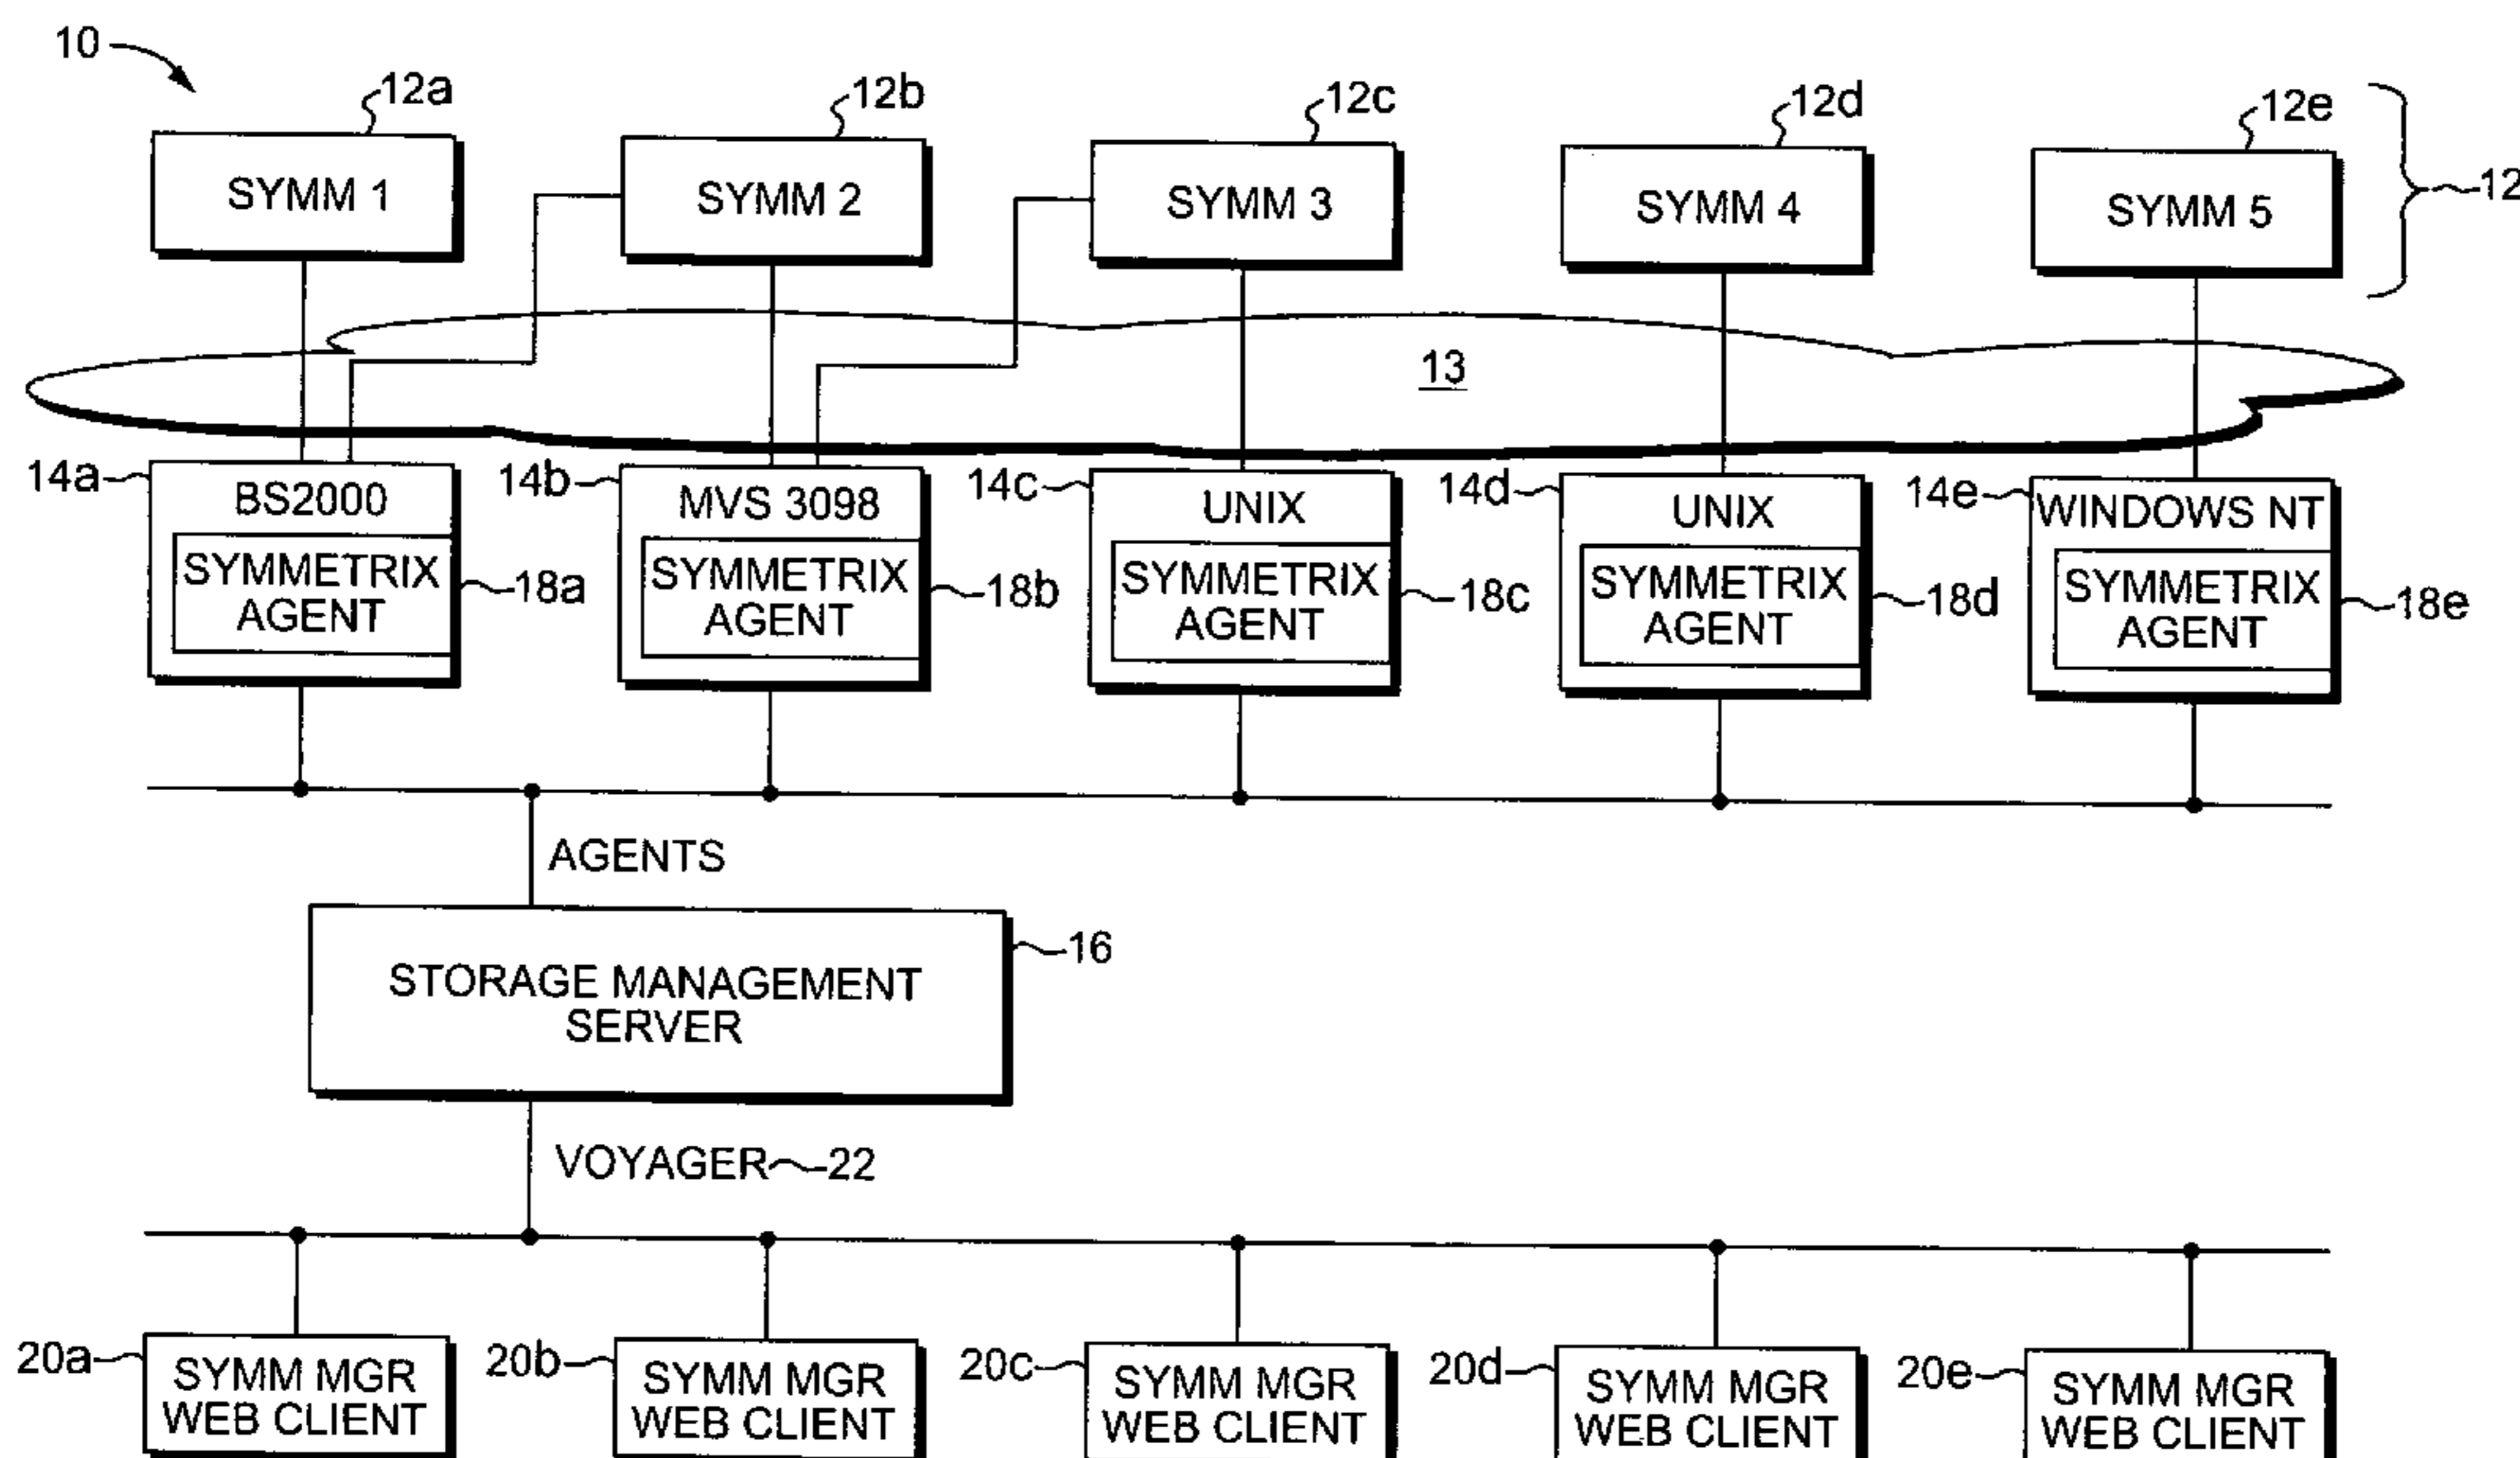 10
12a
12b
12c
12d
12e
SYMM 1
SYMM 2
SYMM 3
SYMM 4
SYMM 5
12
13
14a
BS2000
14b
MVS 3098
14c
UNIX
14d
UNIX
14e
WINDOWS NT
SYMMETRIX
AGENT
18a
SYMMETRIX
AGENT
18b
SYMMETRIX
AGENT
18c
SYMMETRIX
AGENT
18d
SYMMETRIX
AGENT
18e
AGENTS
STORAGE MANAGEMENT
SERVER
16
VOYAGER
22
20a
SYMM MGR
WEB CLIENT
20b
SYMM MGR
WEB CLIENT
20c
SYMM MGR
WEB CLIENT
20d
SYMM MGR
WEB CLIENT
20e
SYMM MGR
WEB CLIENT